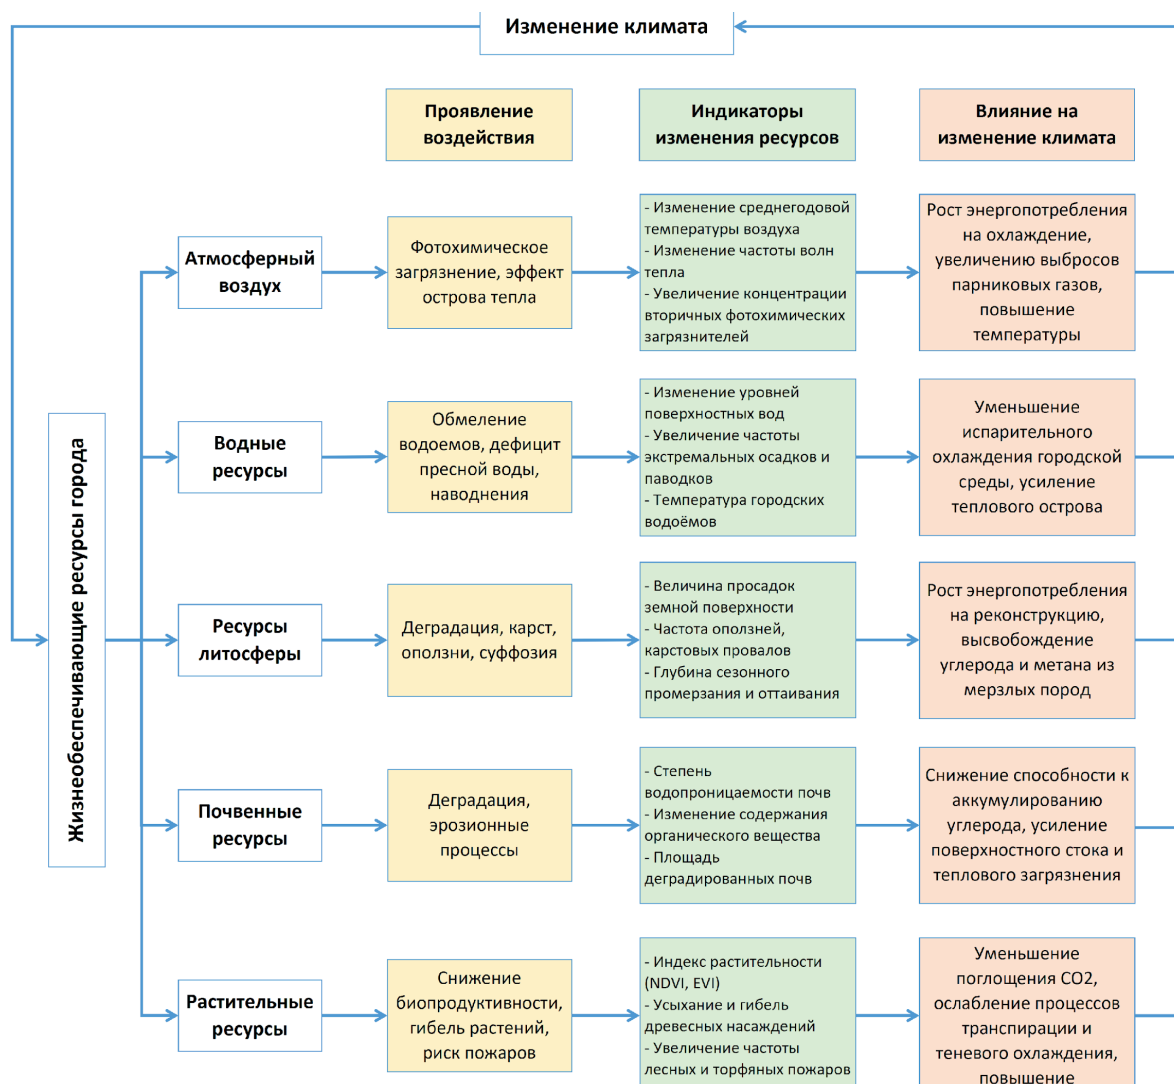 Изменение климата
Проявление
воздействия
Индикаторы
изменения ресурсов
Влияние на
изменение климата
Жизнеобеспечивающие ресурсы города
Атмосферный
воздух
Фотохимическое
загрязнение, эффект
острова тепла
- Изменение среднегодовой
температуры воздуха
- Изменение частоты волн
тепла
- Увеличение концентрации
вторичных фотохимических
загрязнителей
Рост энергопотребления
на охлаждение,
увеличению выбросов
парниковых газов,
повышение
температуры
Водные
ресурсы
Обмеление
водоемов, дефицит
пресной воды,
наводнения
- Изменение уровней
поверхностных вод
- Увеличение частоты
экстремальных осадков и
паводков
- Температура городских
водоёмов
Уменьшение
испарительного
охлаждения городской
среды, усиление
теплового острова
Ресурсы
литосферы
Деградация, карст,
оползни, суффозия
- Величина просадок
земной поверхности
- Частота оползней,
карстовых провалов
- Глубина сезонного
промерзания и оттаивания
Рост энергопотребления
на реконструкцию,
высвобождение
углерода и метана из
мерзлых пород
Почвенные
ресурсы
Деградация,
эрозионные
процессы
- Степень
водопроницаемости почв
- Изменение содержания
органического вещества
- Площадь
деградированных почв
Снижение способности к
аккумулированию
углерода, усиление
поверхностного стока и
теплового загрязнения
Растительные
ресурсы
Снижение
биопродуктивности,
гибель растений,
риск пожаров
- Индекс растительности
(NDVI, EVI)
- Усыхание и гибель
древесных насаждений
- Увеличение частоты
лесных и торфяных пожаров
Уменьшение
поглощения СО2,
ослабление процессов
транспирации и
теневого охлаждения,
повышение